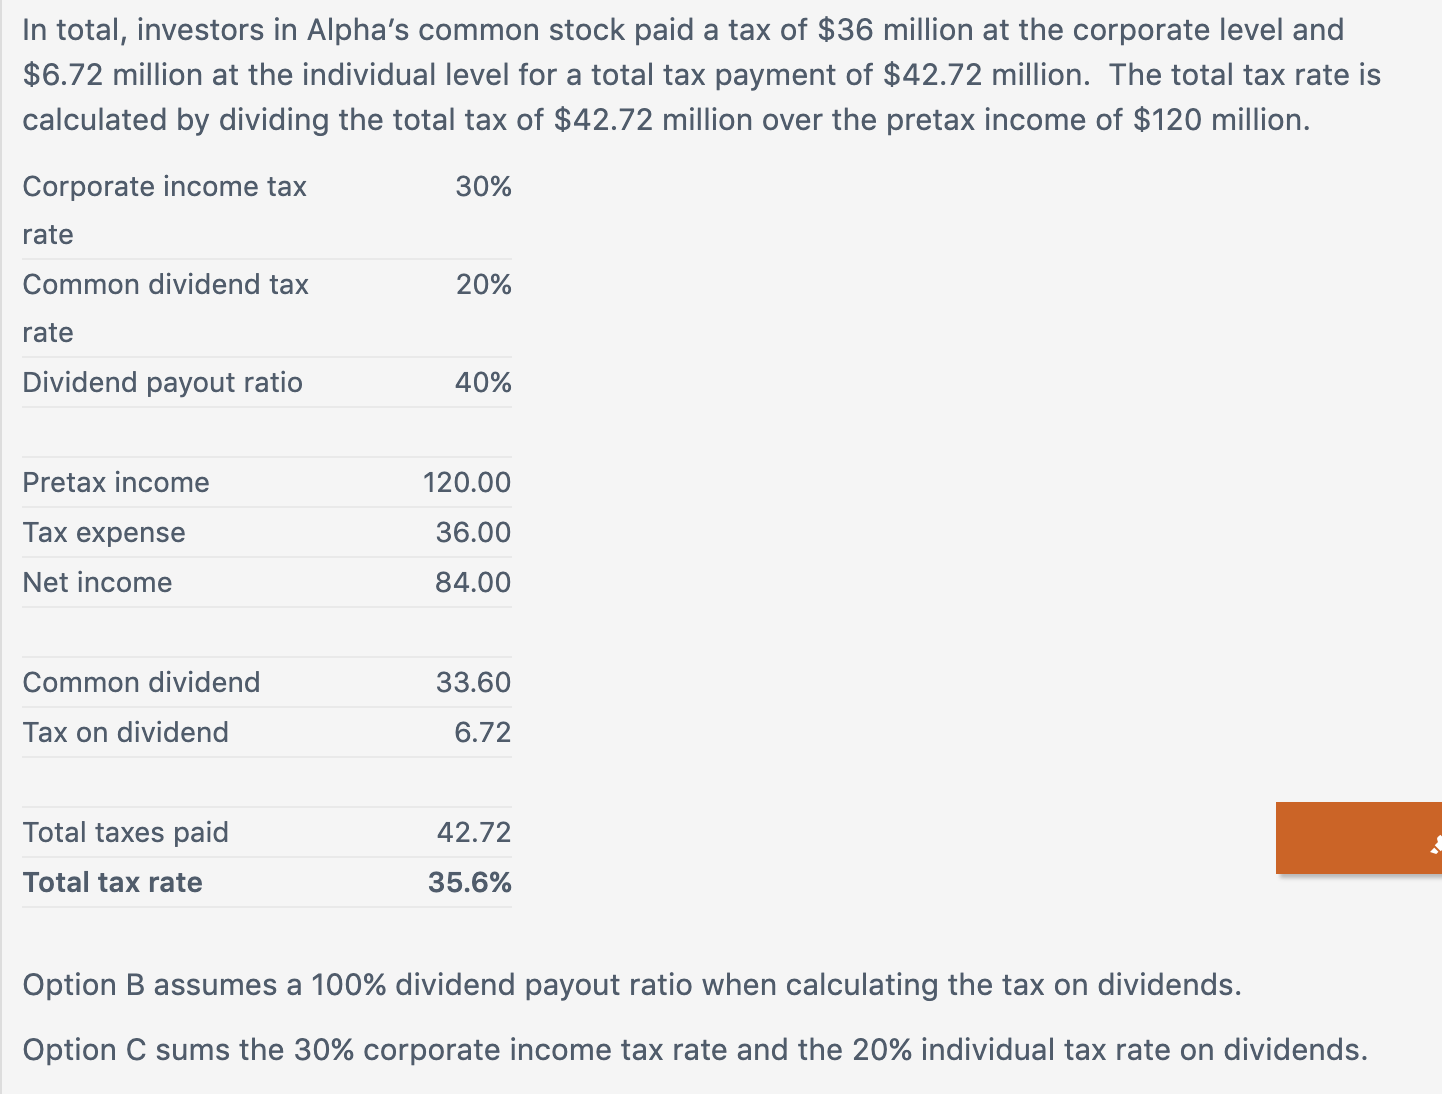 In total, investors in Alpha’s common stock paid a tax of $36 million at the corporate level and
$6.72 million at the individual level for a total tax payment of $42.72 million.  The total tax rate is
calculated by dividing the total tax of $42.72 million over the pretax income of $120 million.
Corporate income tax 30%
rate
Common dividend tax 20%
rate
Dividend payout ratio 40%
Pretax income 120.00
Tax expense 36.00
Net income 84.00
Common dividend 33.60
Tax on dividend 6.72
Total taxes paid 42.72
Total tax rate 35.6%
Option B assumes a 100% dividend payout ratio when calculating the tax on dividends.
Option C sums the 30% corporate income tax rate and the 20% individual tax rate on dividends.